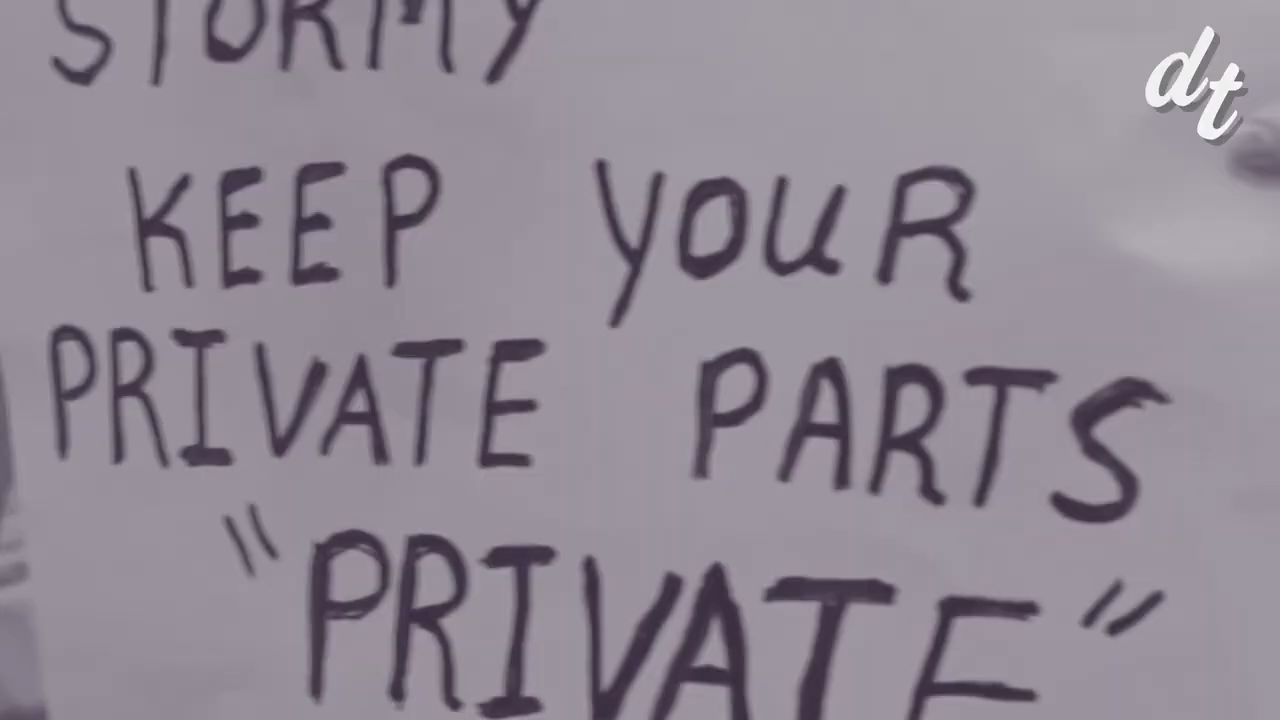 dt
STORMY
KEEP YOUR
PRIVATE PARTS
"PRIVATE"